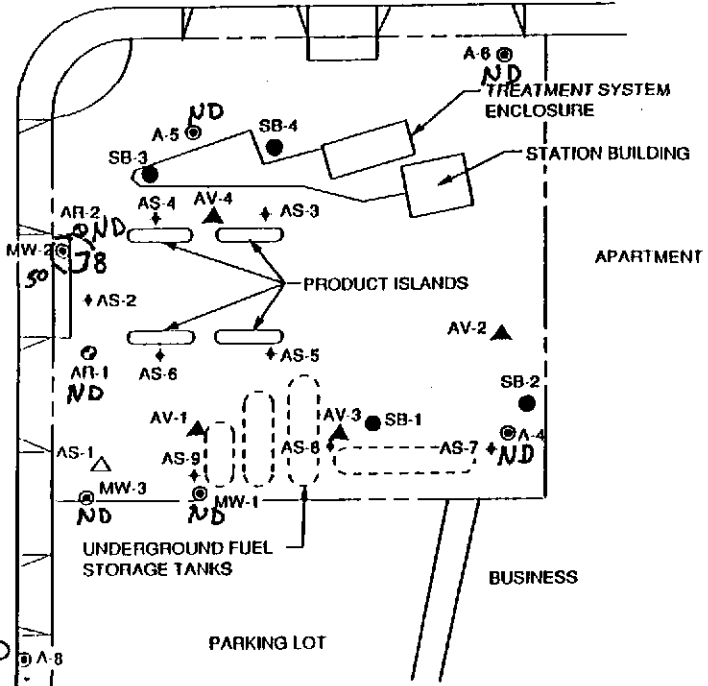 A-6
ND
TREATMENT SYSTEM
ENCLOSURE
ND
A-5
SB-4
STATION BUILDING
SB-3
AS-4
AV-4
AS-3
AR-2
ND
MW-2
50
78
APARTMENT
PRODUCT ISLANDS
AS-2
AV-2
AS-5
AS-6
AR-1
ND
SB-2
AV-1
AV-3
SB-1
A-4
AS-1
AS-9
AS-8
AS-7
ND
MW-3
ND
MW-1
ND
UNDERGROUND FUEL
STORAGE TANKS
BUSINESS
PARKING LOT
A-8